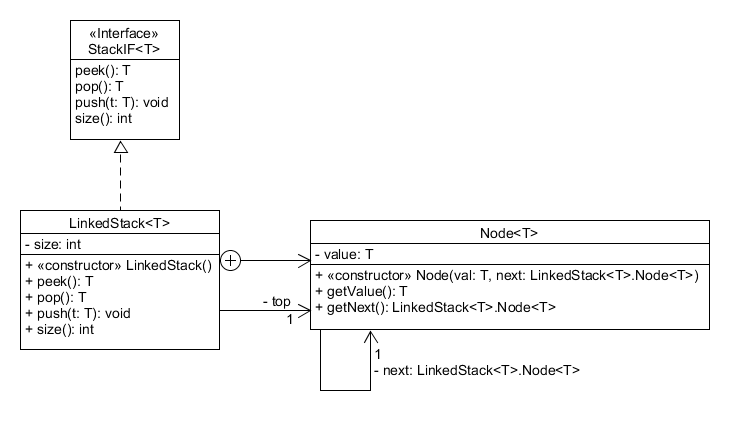 «Interface»
StackIF<T>
peek(): T
pop(): T
push(t: T): void
size(): int
LinkedStack<T>
- size: int
+ «constructor» LinkedStack()
+ peek(): T
+ pop(): T
+ push(t: T): void
+ size(): int
- top
1
Node<T>
- value: T
+ «constructor» Node(val: T, next: LinkedStack<T>.Node<T>)
+ getValue(): T
+ getNext(): LinkedStack<T>.Node<T>
1
- next: LinkedStack<T>.Node<T>